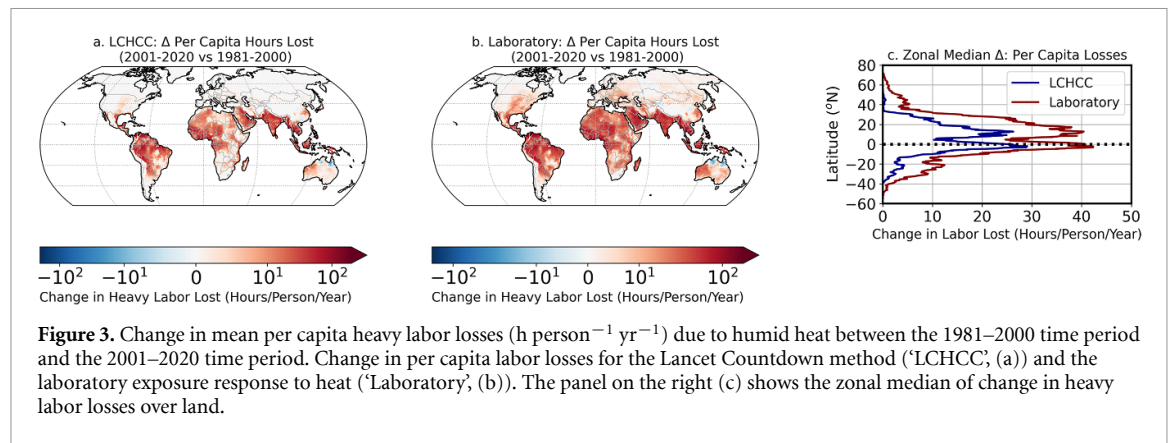 a. LCHCC: Δ Per Capita Hours Lost
(2001-2020 vs 1981-2000)
−10² −10¹ 0 10¹ 10²
Change in Heavy Labor Lost (Hours/Person/Year)
b. Laboratory: Δ Per Capita Hours Lost
(2001-2020 vs 1981-2000)
−10² −10¹ 0 10¹ 10²
Change in Heavy Labor Lost (Hours/Person/Year)
c. Zonal Median Δ: Per Capita Losses
LCHCC
Laboratory
Latitude (°N)
80
60
40
20
0
−20
−40
−60
0 10 20 30 40 50
Change in Labor Lost (Hours/Person/Year)
Figure 3. Change in mean per capita heavy labor losses (h person⁻¹ yr⁻¹) due to humid heat between the 1981–2000 time period
and the 2001–2020 time period. Change in per capita labor losses for the Lancet Countdown method (‘LCHCC’, (a)) and the
laboratory exposure response to heat (‘Laboratory’, (b)). The panel on the right (c) shows the zonal median of change in heavy
labor losses over land.